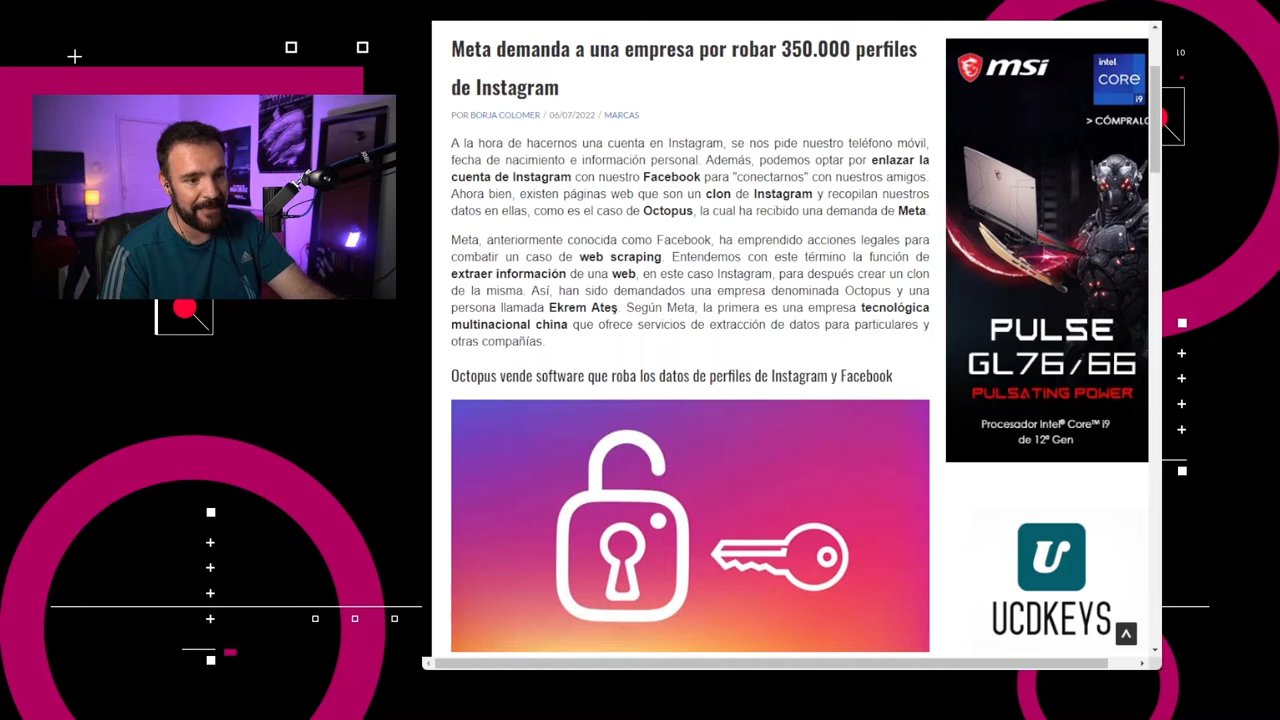 Meta demanda a una empresa por robar 350.000 perfiles
de Instagram
POR BORJA COLOMER / 06/07/2022 / MARCAS
A la hora de hacernos una cuenta en Instagram, se nos pide nuestro teléfono móvil,
fecha de nacimiento e información personal. Además, podemos optar por enlazar la
cuenta de Instagram con nuestro Facebook para "conectarnos" con nuestros amigos.
Ahora bien, existen páginas web que son un clon de Instagram y recopilan nuestros
datos en ellas, como es el caso de Octopus, la cual ha recibido una demanda de Meta.
Meta, anteriormente conocida como Facebook, ha emprendido acciones legales para
combatir un caso de web scraping. Entendemos con este término la función de
extraer información de una web, en este caso Instagram, para después crear un clon
de la misma. Así, han sido demandados una empresa denominada Octopus y una
persona llamada Ekrem Ateş. Según Meta, la primera es una empresa tecnológica
multinacional china que ofrece servicios de extracción de datos para particulares y
otras compañías.
Octopus vende software que roba los datos de perfiles de Instagram y Facebook
msi
intel
CORE
i9
> CÓMPRALO
PULSE
GL76/66
PULSATING POWER
Procesador Intel® Core™ i9
de 12ª Gen
U
UCDKEYS
10